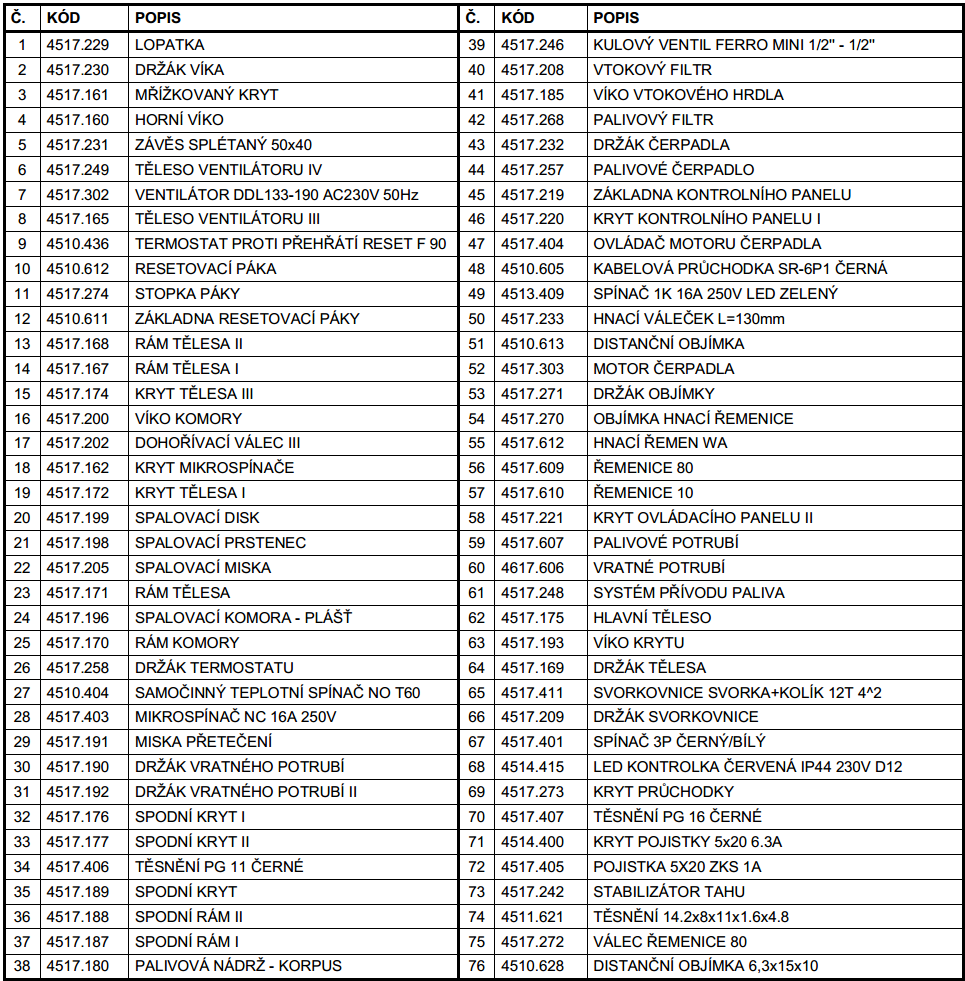 Č. KÓD POPIS Č. KÓD POPIS
1 4517.229 LOPATKA 39 4517.246 KULOVÝ VENTIL FERRO MINI 1/2" - 1/2"
2 4517.230 DRŽÁK VÍKA 40 4517.208 VTOKOVÝ FILTR
3 4517.161 MŘÍŽKOVANÝ KRYT 41 4517.185 VÍKO VTOKOVÉHO HRDLA
4 4517.160 HORNÍ VÍKO 42 4517.268 PALIVOVÝ FILTR
5 4517.231 ZÁVĚS SPLÉTANÝ 50x40 43 4517.232 DRŽÁK ČERPADLA
6 4517.249 TĚLESO VENTILÁTORU IV 44 4517.257 PALIVOVÉ ČERPADLO
7 4517.302 VENTILÁTOR DDL133-190 AC230V 50Hz 45 4517.219 ZÁKLADNA KONTROLNÍHO PANELU
8 4517.165 TĚLESO VENTILÁTORU III 46 4517.220 KRYT KONTROLNÍHO PANELU I
9 4510.436 TERMOSTAT PROTI PŘEHŘÁTÍ RESET F 90 47 4517.404 OVLÁDAČ MOTORU ČERPADLA
10 4510.612 RESETOVACÍ PÁKA 48 4510.605 KABELOVÁ PRŮCHODKA SR-6P1 ČERNÁ
11 4517.274 STOPKA PÁKY 49 4513.409 SPÍNAČ 1K 16A 250V LED ZELENÝ
12 4510.611 ZÁKLADNA RESETOVACÍ PÁKY 50 4517.233 HNACÍ VÁLEČEK L=130mm
13 4517.168 RÁM TĚLESA II 51 4510.613 DISTANČNÍ OBJÍMKA
14 4517.167 RÁM TĚLESA I 52 4517.303 MOTOR ČERPADLA
15 4517.174 KRYT TĚLESA III 53 4517.271 DRŽÁK OBJÍMKY
16 4517.200 VÍKO KOMORY 54 4517.270 OBJÍMKA HNACÍ ŘEMENICE
17 4517.202 DOHOŘÍVACÍ VÁLEC III 55 4517.612 HNACÍ ŘEMEN WA
18 4517.162 KRYT MIKROSPÍNAČE 56 4517.609 ŘEMENICE 80
19 4517.172 KRYT TĚLESA I 57 4517.610 ŘEMENICE 10
20 4517.199 SPALOVACÍ DISK 58 4517.221 KRYT OVLÁDACÍHO PANELU II
21 4517.198 SPALOVACÍ PRSTENEC 59 4517.607 PALIVOVÉ POTRUBÍ
22 4517.205 SPALOVACÍ MISKA 60 4617.606 VRATNÉ POTRUBÍ
23 4517.171 RÁM TĚLESA 61 4517.248 SYSTÉM PŘÍVODU PALIVA
24 4517.196 SPALOVACÍ KOMORA - PLÁŠŤ 62 4517.175 HLAVNÍ TĚLESO
25 4517.170 RÁM KOMORY 63 4517.193 VÍKO KRYTU
26 4517.258 DRŽÁK TERMOSTATU 64 4517.169 DRŽÁK TĚLESA
27 4510.404 SAMOČINNÝ TEPLOTNÍ SPÍNAČ NO T60 65 4517.411 SVORKOVNICE SVORKA+KOLÍK 12T 4^2
28 4517.403 MIKROSPÍNAČ NC 16A 250V 66 4517.209 DRŽÁK SVORKOVNICE
29 4517.191 MISKA PŘETEČENÍ 67 4517.401 SPÍNAČ 3P ČERNÝ/BÍLÝ
30 4517.190 DRŽÁK VRATNÉHO POTRUBÍ 68 4514.415 LED KONTROLKA ČERVENÁ IP44 230V D12
31 4517.192 DRŽÁK VRATNÉHO POTRUBÍ II 69 4517.273 KRYT PRŮCHODKY
32 4517.176 SPODNÍ KRYT I 70 4517.407 TĚSNĚNÍ PG 16 ČERNÉ
33 4517.177 SPODNÍ KRYT II 71 4514.400 KRYT POJISTKY 5x20 6.3A
34 4517.406 TĚSNĚNÍ PG 11 ČERNÉ 72 4517.405 POJISTKA 5X20 ZKS 1A
35 4517.189 SPODNÍ KRYT 73 4517.242 STABILIZÁTOR TAHU
36 4517.188 SPODNÍ RÁM II 74 4511.621 TĚSNĚNÍ 14.2x8x11x1.6x4.8
37 4517.187 SPODNÍ RÁM I 75 4517.272 VÁLEC ŘEMENICE 80
38 4517.180 PALIVOVÁ NÁDRŽ - KORPUS 76 4510.628 DISTANČNÍ OBJÍMKA 6,3x15x10